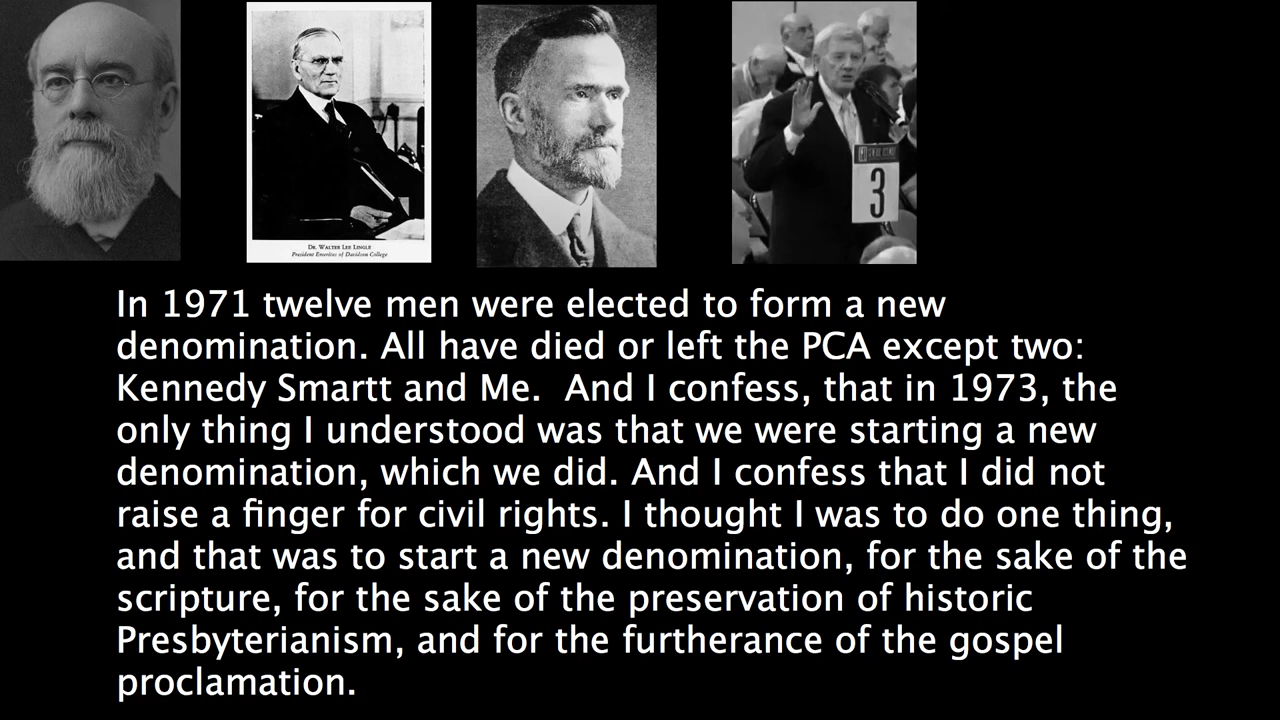 DR. WALTER LEE LINGLE
President Emeritus of Davidson College
3
In 1971 twelve men were elected to form a new
denomination. All have died or left the PCA except two:
Kennedy Smartt and Me.  And I confess, that in 1973, the
only thing I understood was that we were starting a new
denomination, which we did. And I confess that I did not
raise a finger for civil rights. I thought I was to do one thing,
and that was to start a new denomination, for the sake of the
scripture, for the sake of the preservation of historic
Presbyterianism, and for the furtherance of the gospel
proclamation.